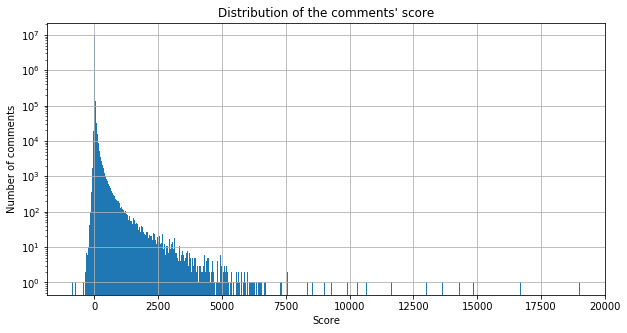 Distribution of the comments' score
Number of comments
10⁷
10⁶
10⁵
10⁴
10³
10²
10¹
10⁰
0 2500 5000 7500 10000 12500 15000 17500 20000
Score